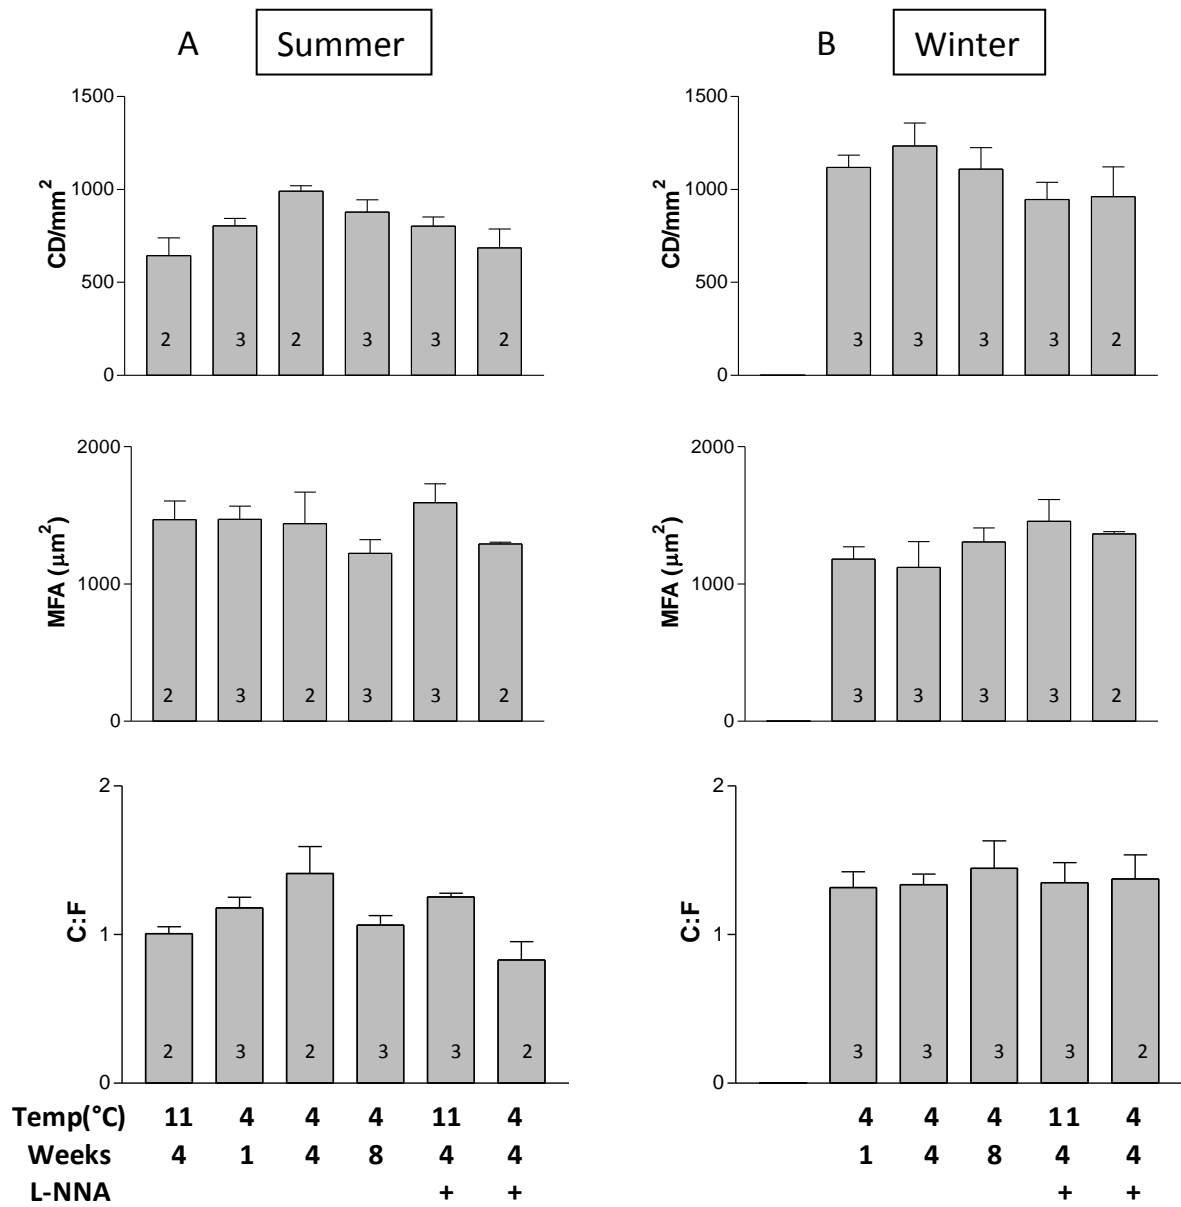 A Summer
B Winter
1500
1000
500
0
CD/mm²
2 3 2 3 3 2
1500
1000
500
0
CD/mm²
3 3 3 3 2
2000
1000
0
MFA (µm²)
2 3 2 3 3 2
2000
1000
0
MFA (µm²)
3 3 3 3 2
2
1
0
C:F
2 3 2 3 3 2
2
1
0
C:F
3 3 3 3 2
Temp(°C) 11 4 4 4 11 4
Weeks 4 1 4 8 4 4
L-NNA + +
4 4 4 11 4
1 4 8 4 4
+ +